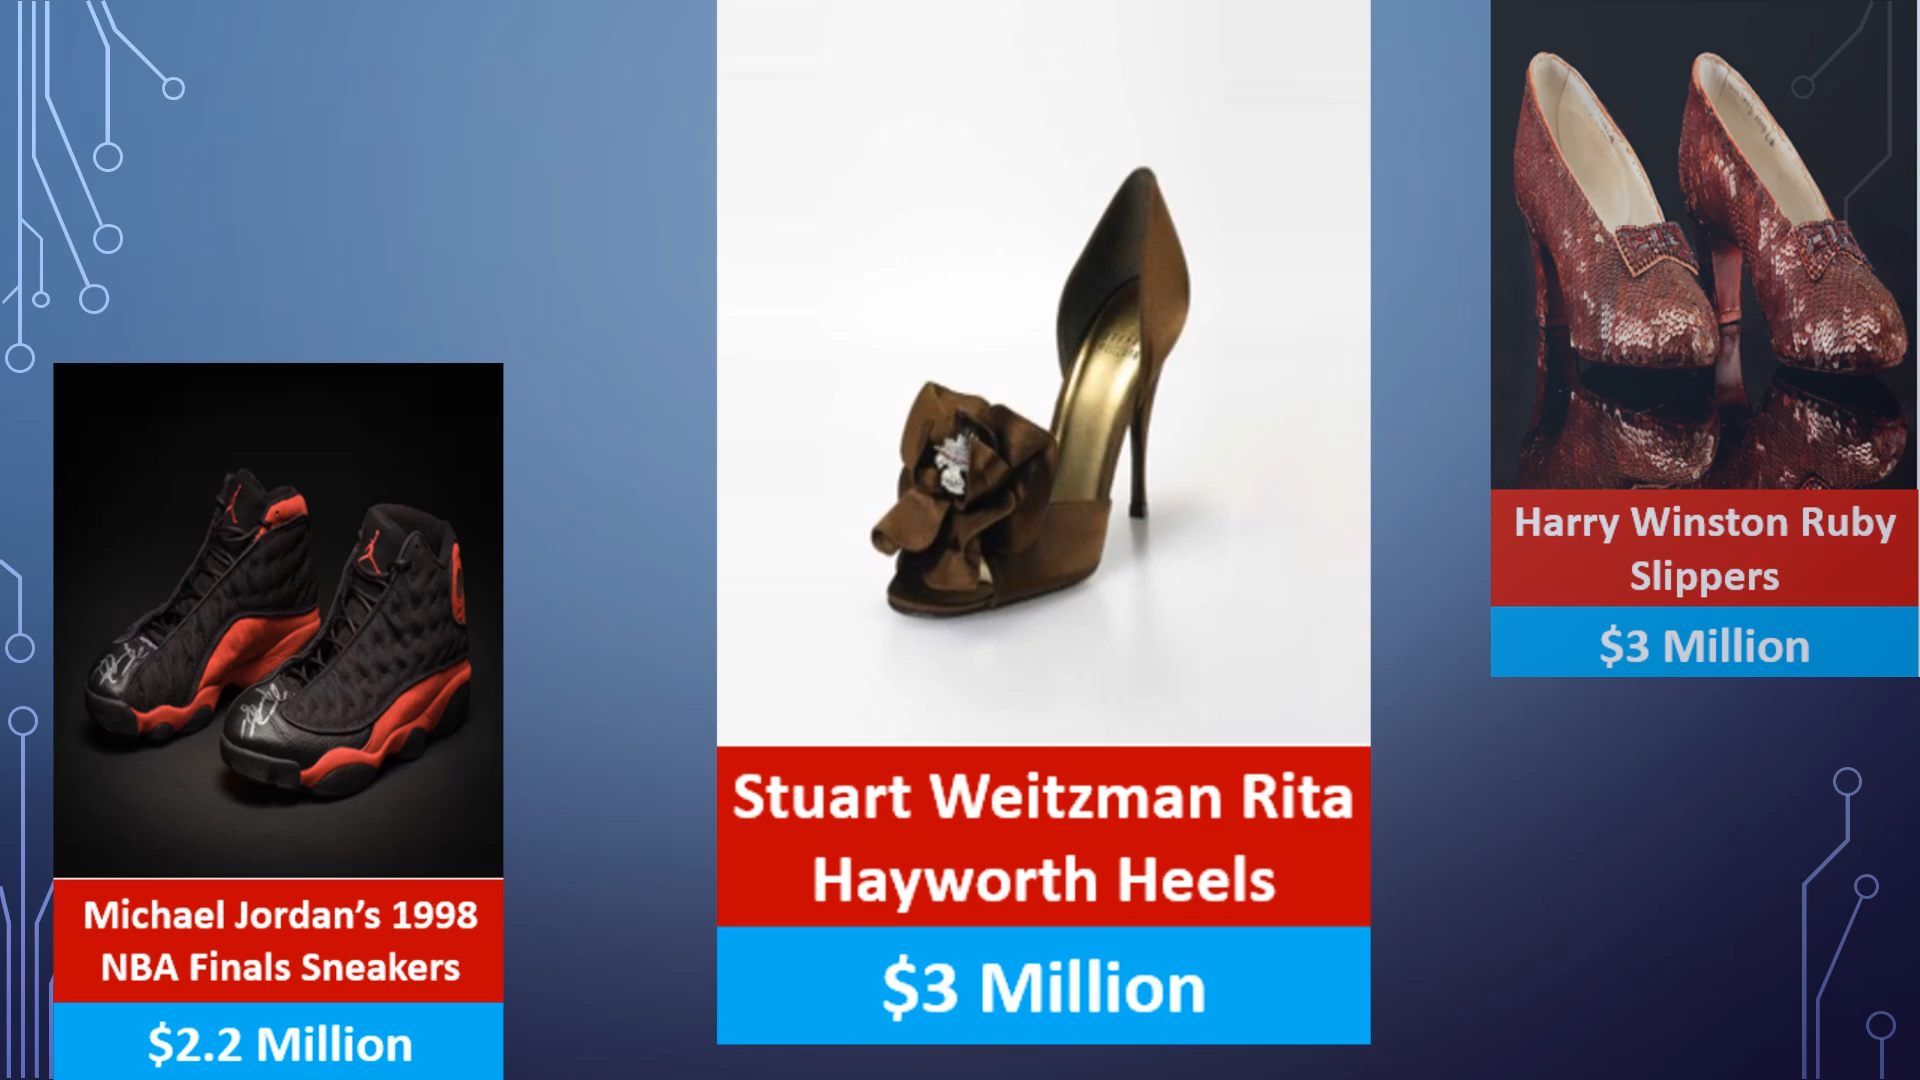 Michael Jordan’s 1998
NBA Finals Sneakers
$2.2 Million
Stuart Weitzman Rita
Hayworth Heels
$3 Million
Harry Winston Ruby
Slippers
$3 Million